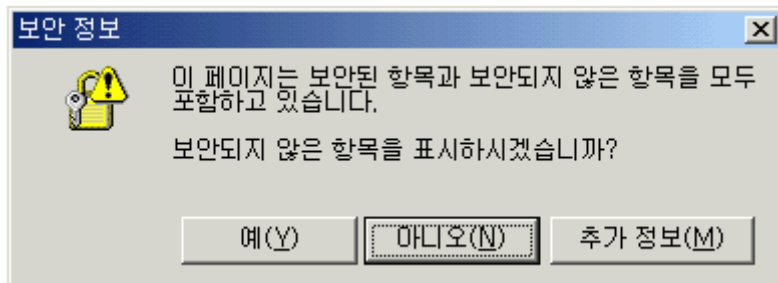 보안 정보
이 페이지는 보안된 항목과 보안되지 않은 항목을 모두
포함하고 있습니다.
보안되지 않은 항목을 표시하시겠습니까?
예(Y) 아니오(N) 추가 정보(M)